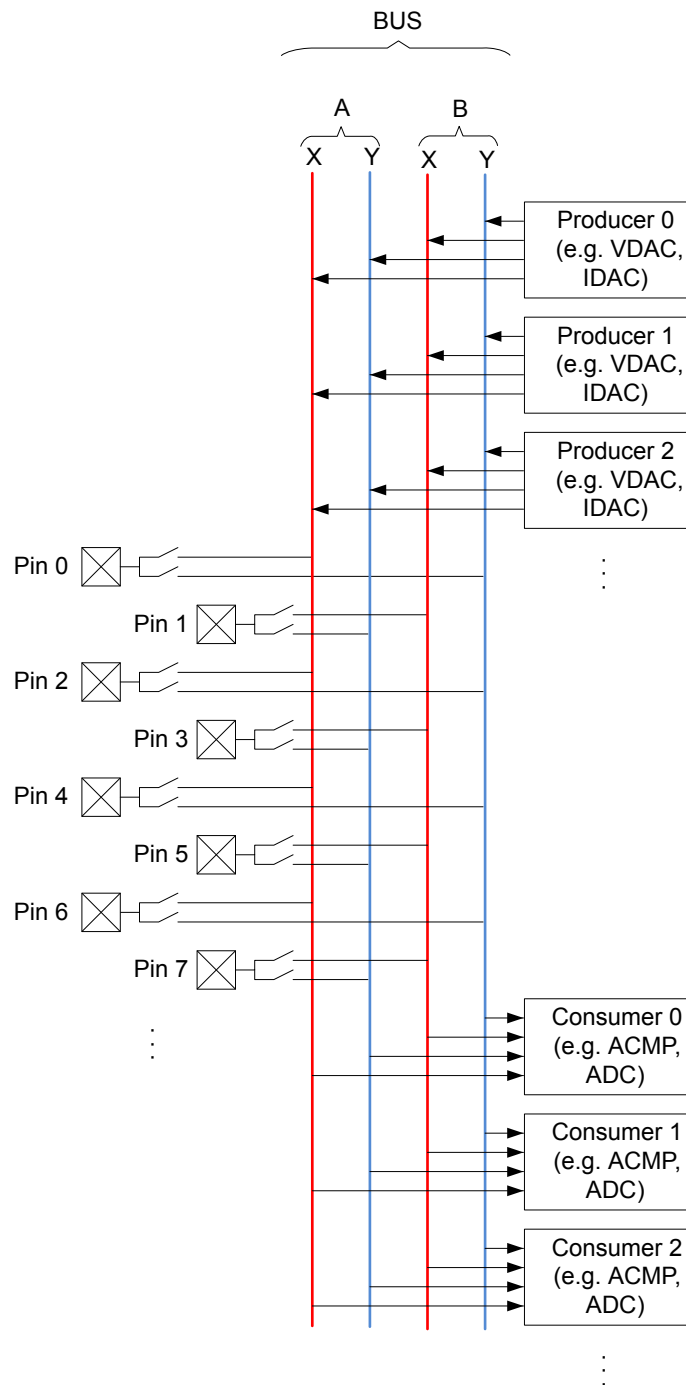 BUS
A
B
X
Y
X
Y
Producer 0
(e.g. VDAC,
IDAC)
Producer 1
(e.g. VDAC,
IDAC)
Producer 2
(e.g. VDAC,
IDAC)
Pin 0
Pin 1
Pin 2
Pin 3
Pin 4
Pin 5
Pin 6
Pin 7
Consumer 0
(e.g. ACMP,
ADC)
Consumer 1
(e.g. ACMP,
ADC)
Consumer 2
(e.g. ACMP,
ADC)